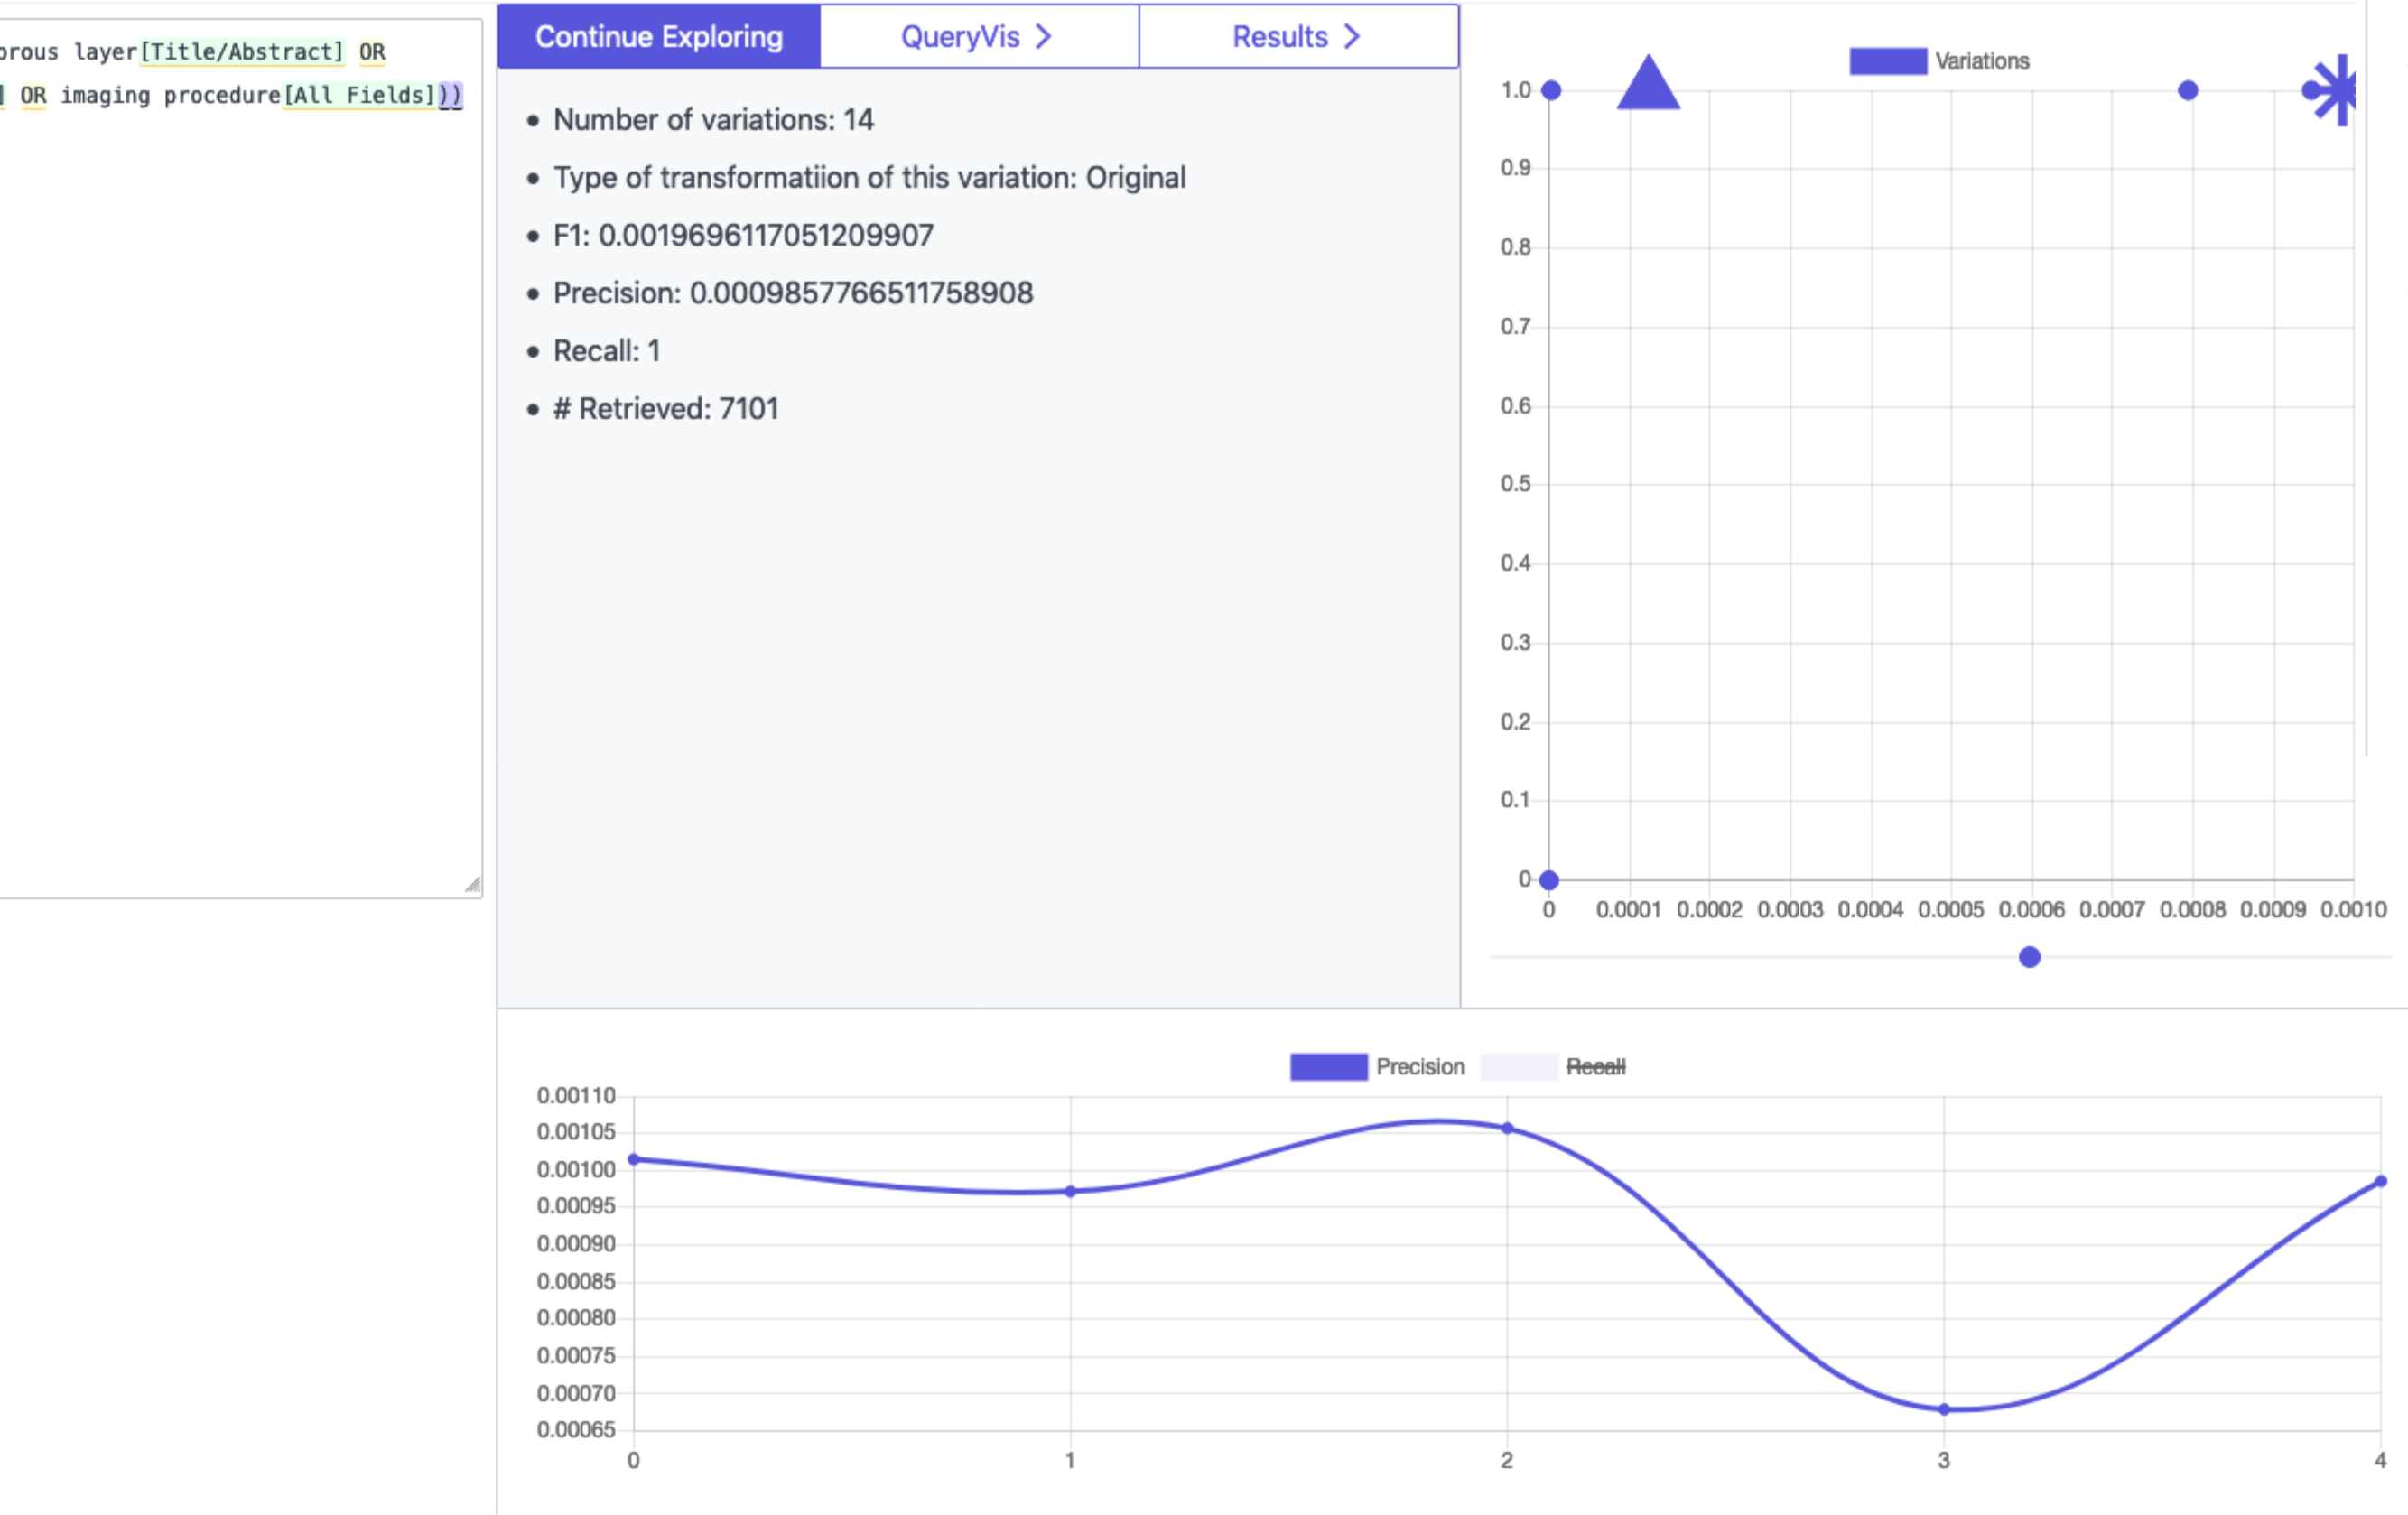 layer[Title/Abstract] OR
OR imaging procedure[All Fields]))
Continue Exploring
QueryVis >
Results >
• Number of variations: 14
• Type of transformatiion of this variation: Original
• F1: 0.0019696117051209907
• Precision: 0.0009857766511758908
• Recall: 1
• # Retrieved: 7101
Variations
1.0
0.9
0.8
0.7
0.6
0.5
0.4
0.3
0.2
0.1
0
0 0.0001 0.0002 0.0003 0.0004 0.0005 0.0006 0.0007 0.0008 0.0009 0.0010
Precision Recall
0.00110
0.00105
0.00100
0.00095
0.00090
0.00085
0.00080
0.00075
0.00070
0.00065
0 1 2 3 4